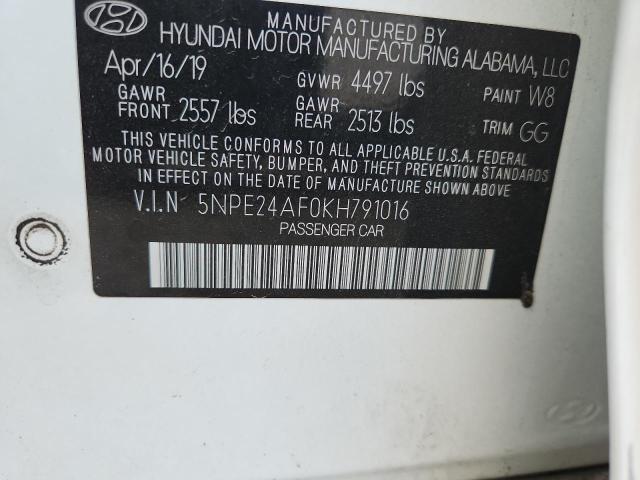 MANUFACTURED BY
HYUNDAI MOTOR MANUFACTURING ALABAMA, LLC
Apr/16/19 GVWR 4497 lbs PAINT W8
GAWR FRONT 2557 lbs GAWR REAR 2513 lbs TRIM GG
THIS VEHICLE CONFORMS TO ALL APPLICABLE U.S.A. FEDERAL
MOTOR VEHICLE SAFETY, BUMPER, AND THEFT PREVENTION STANDARDS
IN EFFECT ON THE DATE OF MANUFACTURE SHOWN ABOVE.
V.I.N 5NPE24AF0KH791016
PASSENGER CAR